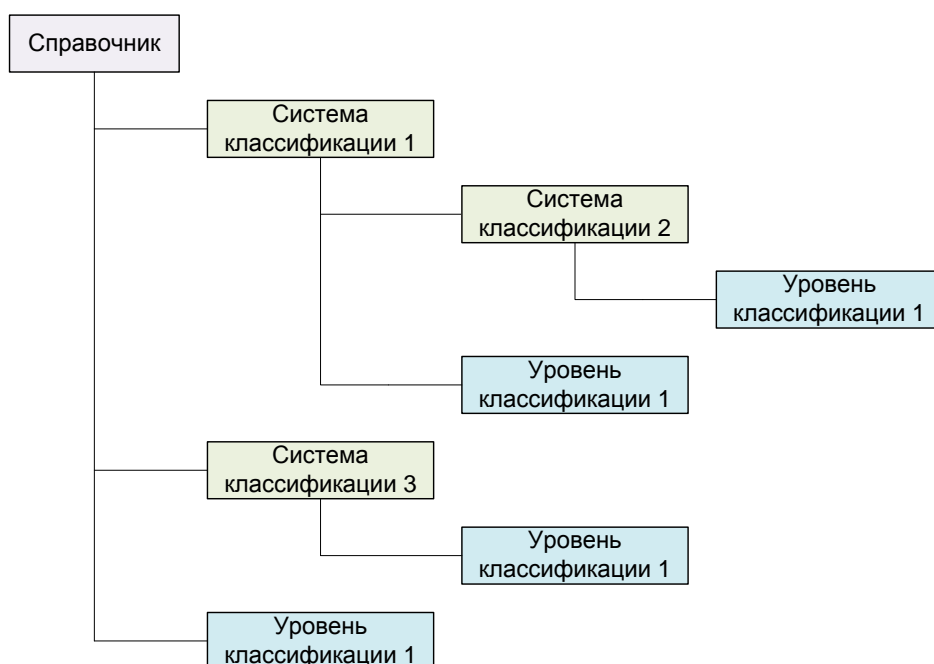 Справочник
Система
классификации 1
Система
классификации 2
Уровень
классификации 1
Уровень
классификации 1
Система
классификации 3
Уровень
классификации 1
Уровень
классификации 1